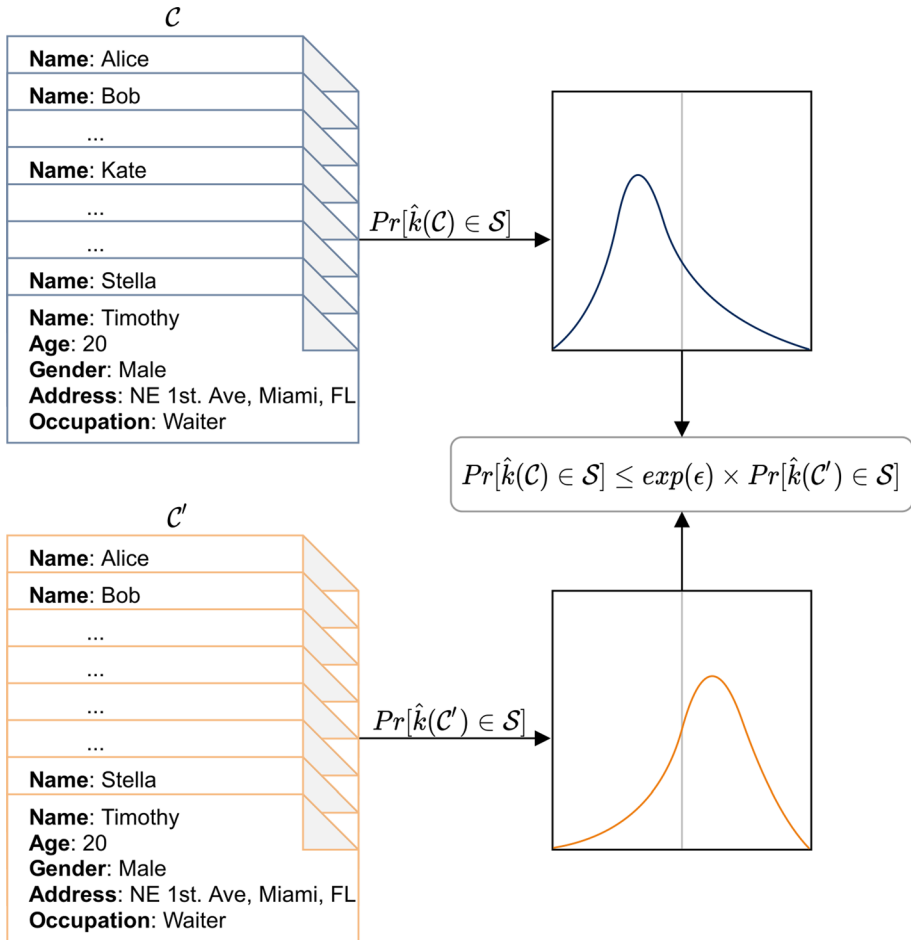 𝒞
Name: Alice
Name: Bob
...
Name: Kate
...
...
Name: Stella
Name: Timothy
Age: 20
Gender: Male
Address: NE 1st. Ave, Miami, FL
Occupation: Waiter
Pr[k̂(𝒞) ∈ 𝒮]
Pr[k̂(𝒞) ∈ 𝒮] ≤ exp(ϵ) × Pr[k̂(𝒞′) ∈ 𝒮]
𝒞′
Name: Alice
Name: Bob
...
...
...
...
Name: Stella
Name: Timothy
Age: 20
Gender: Male
Address: NE 1st. Ave, Miami, FL
Occupation: Waiter
Pr[k̂(𝒞′) ∈ 𝒮]